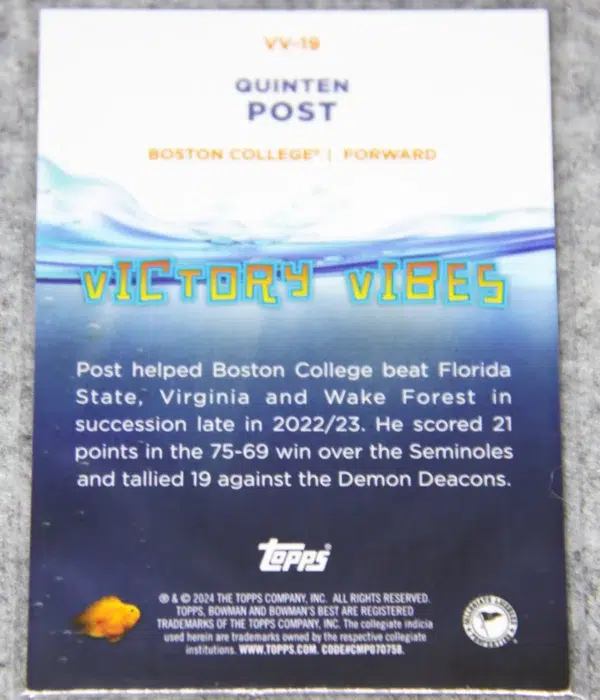 VV-19
QUINTEN
POST
BOSTON COLLEGE® | FORWARD
VICTORY VIBES
Post helped Boston College beat Florida
State, Virginia and Wake Forest in
succession late in 2022/23. He scored 21
points in the 75-69 win over the Seminoles
and tallied 19 against the Demon Deacons.
Topps®
® & © 2024 THE TOPPS COMPANY, INC. ALL RIGHTS RESERVED.
TOPPS, BOWMAN AND BOWMAN'S BEST ARE REGISTERED
TRADEMARKS OF THE TOPPS COMPANY, INC. The collegiate indicia
used herein are trademarks owned by the respective collegiate
institutions. WWW.TOPPS.COM. CODE#CMP070758.